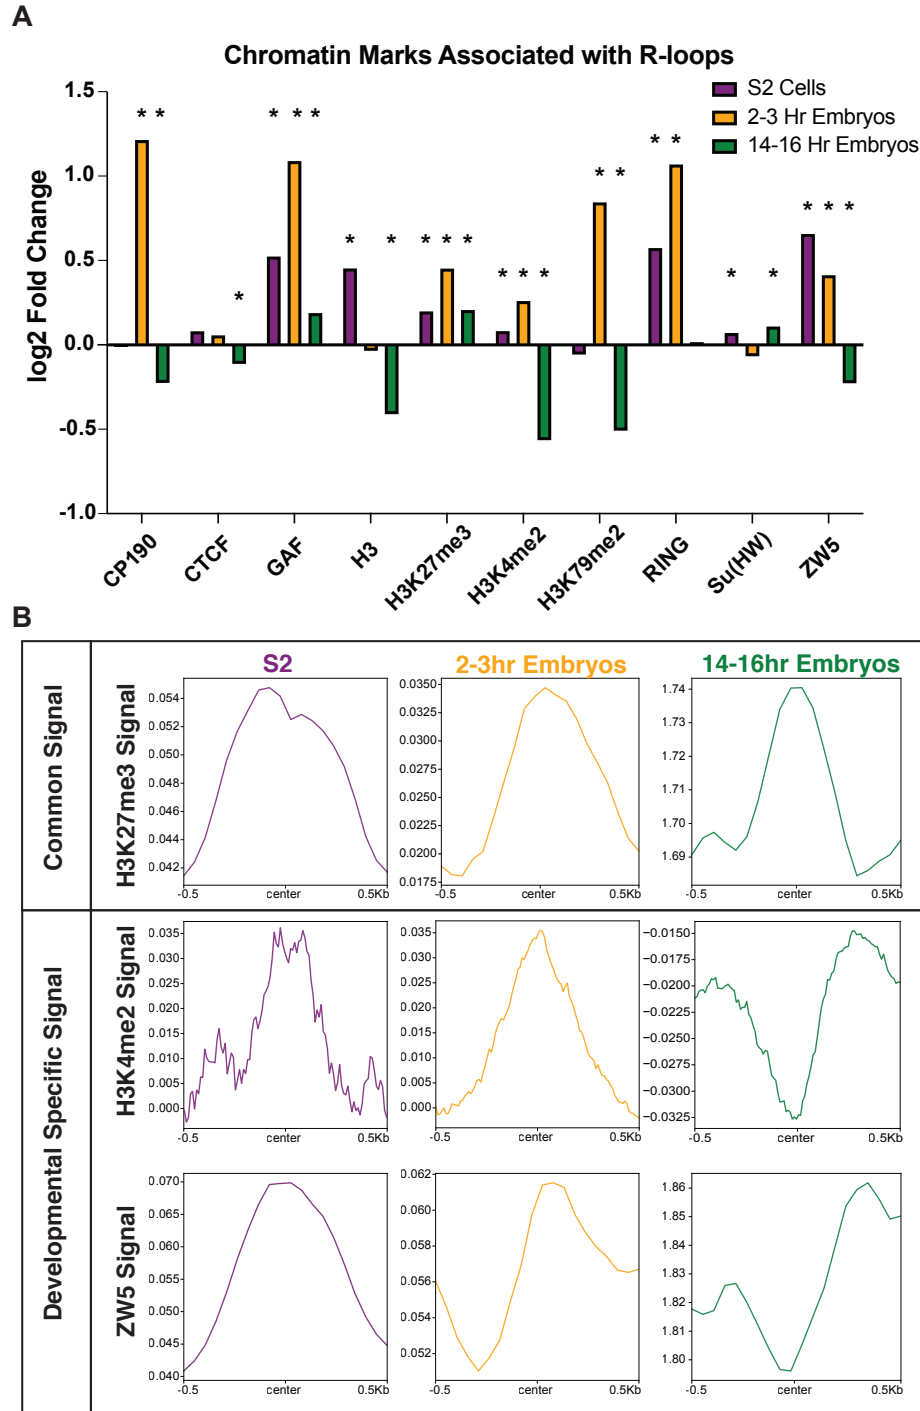 A
Chromatin Marks Associated with R-loops
S2 Cells
2-3 Hr Embryos
14-16 Hr Embryos
log2 Fold Change
1.5
1.0
0.5
0.0
-0.5
-1.0
* *
*
* * *
* *
* * *
* * *
* *
* *
* *
* * *
CP190
CTCF
GAF
H3
H3K27me3
H3K4me2
H3K79me2
RING
Su(HW)
ZW5
B
S2
2-3hr Embryos
14-16hr Embryos
Common Signal
H3K27me3 Signal
0.054
0.052
0.050
0.048
0.046
0.044
0.042
-0.5 center 0.5Kb
0.0350
0.0325
0.0300
0.0275
0.0250
0.0225
0.0200
0.0175
-0.5 center 0.5Kb
1.74
1.73
1.72
1.71
1.70
1.69
-0.5 center 0.5Kb
Developmental Specific Signal
H3K4me2 Signal
0.035
0.030
0.025
0.020
0.015
0.010
0.005
0.000
-0.5 center 0.5Kb
0.035
0.030
0.025
0.020
0.015
0.010
0.005
0.000
-0.5 center 0.5Kb
−0.0150
−0.0175
−0.0200
−0.0225
−0.0250
−0.0275
−0.0300
−0.0325
-0.5 center 0.5Kb
ZW5 Signal
0.070
0.065
0.060
0.055
0.050
0.045
0.040
-0.5 center 0.5Kb
0.062
0.060
0.058
0.056
0.054
0.052
-0.5 center 0.5Kb
1.86
1.85
1.84
1.83
1.82
1.81
1.80
-0.5 center 0.5Kb